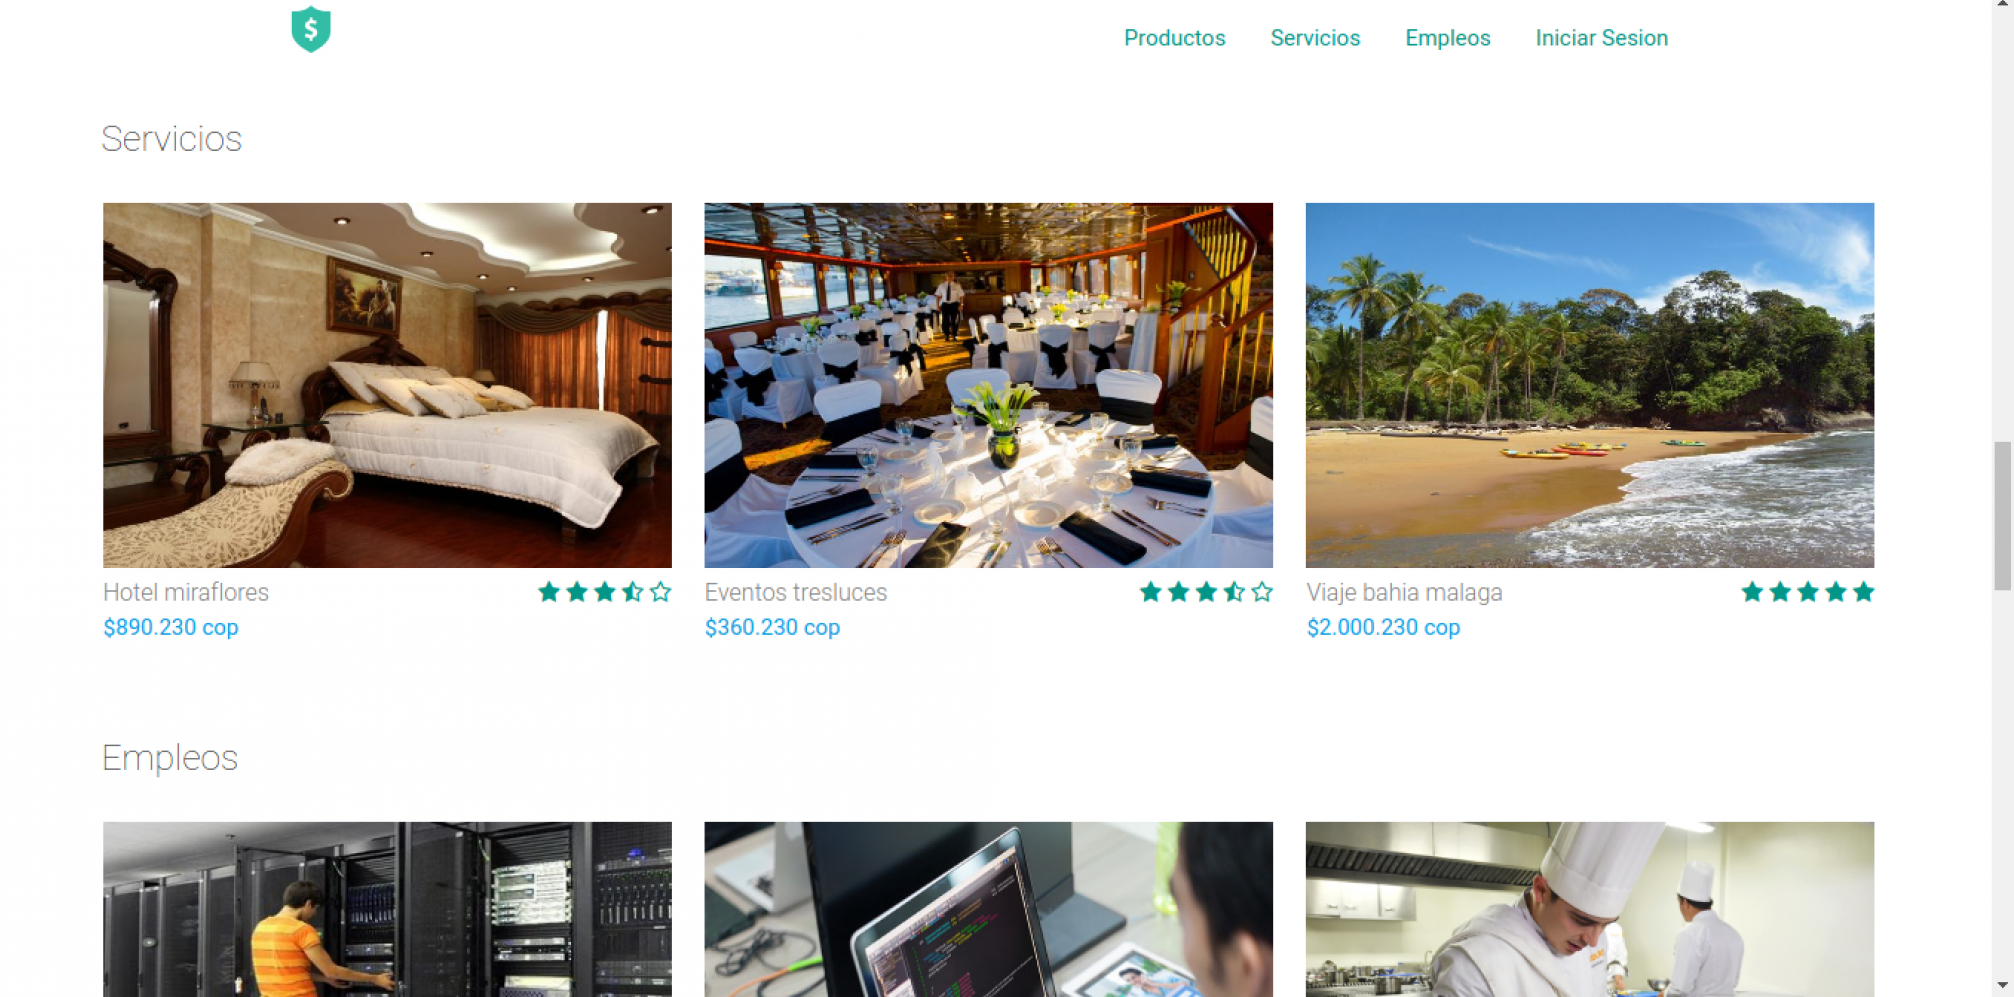 $
Productos Servicios Empleos Iniciar Sesion
Servicios
Hotel miraflores
$890.230 cop
Eventos tresluces
$360.230 cop
Viaje bahia malaga
$2.000.230 cop
Empleos